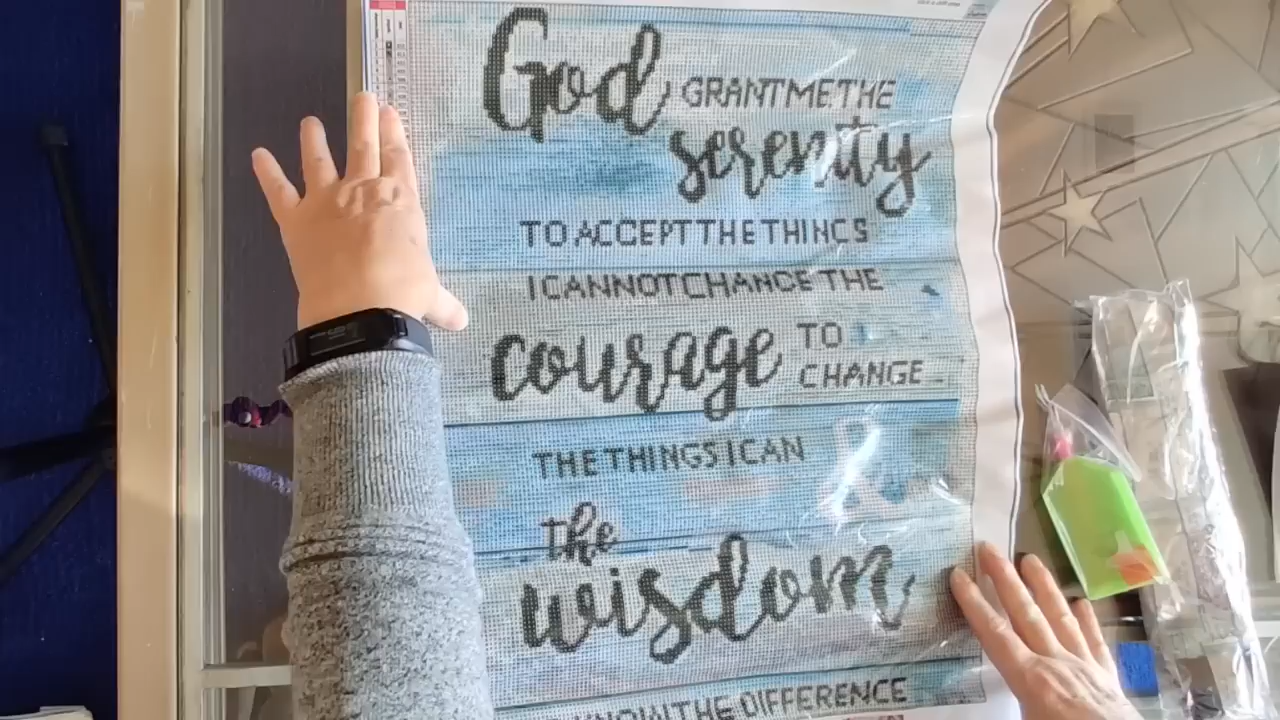 God GRANT ME THE
serenity
TO ACCEPT THE THINGS
I CANNOT CHANGE THE
courage TO
CHANGE
THE THINGS I CAN
the
wisdom
KNOW THE DIFFERENCE